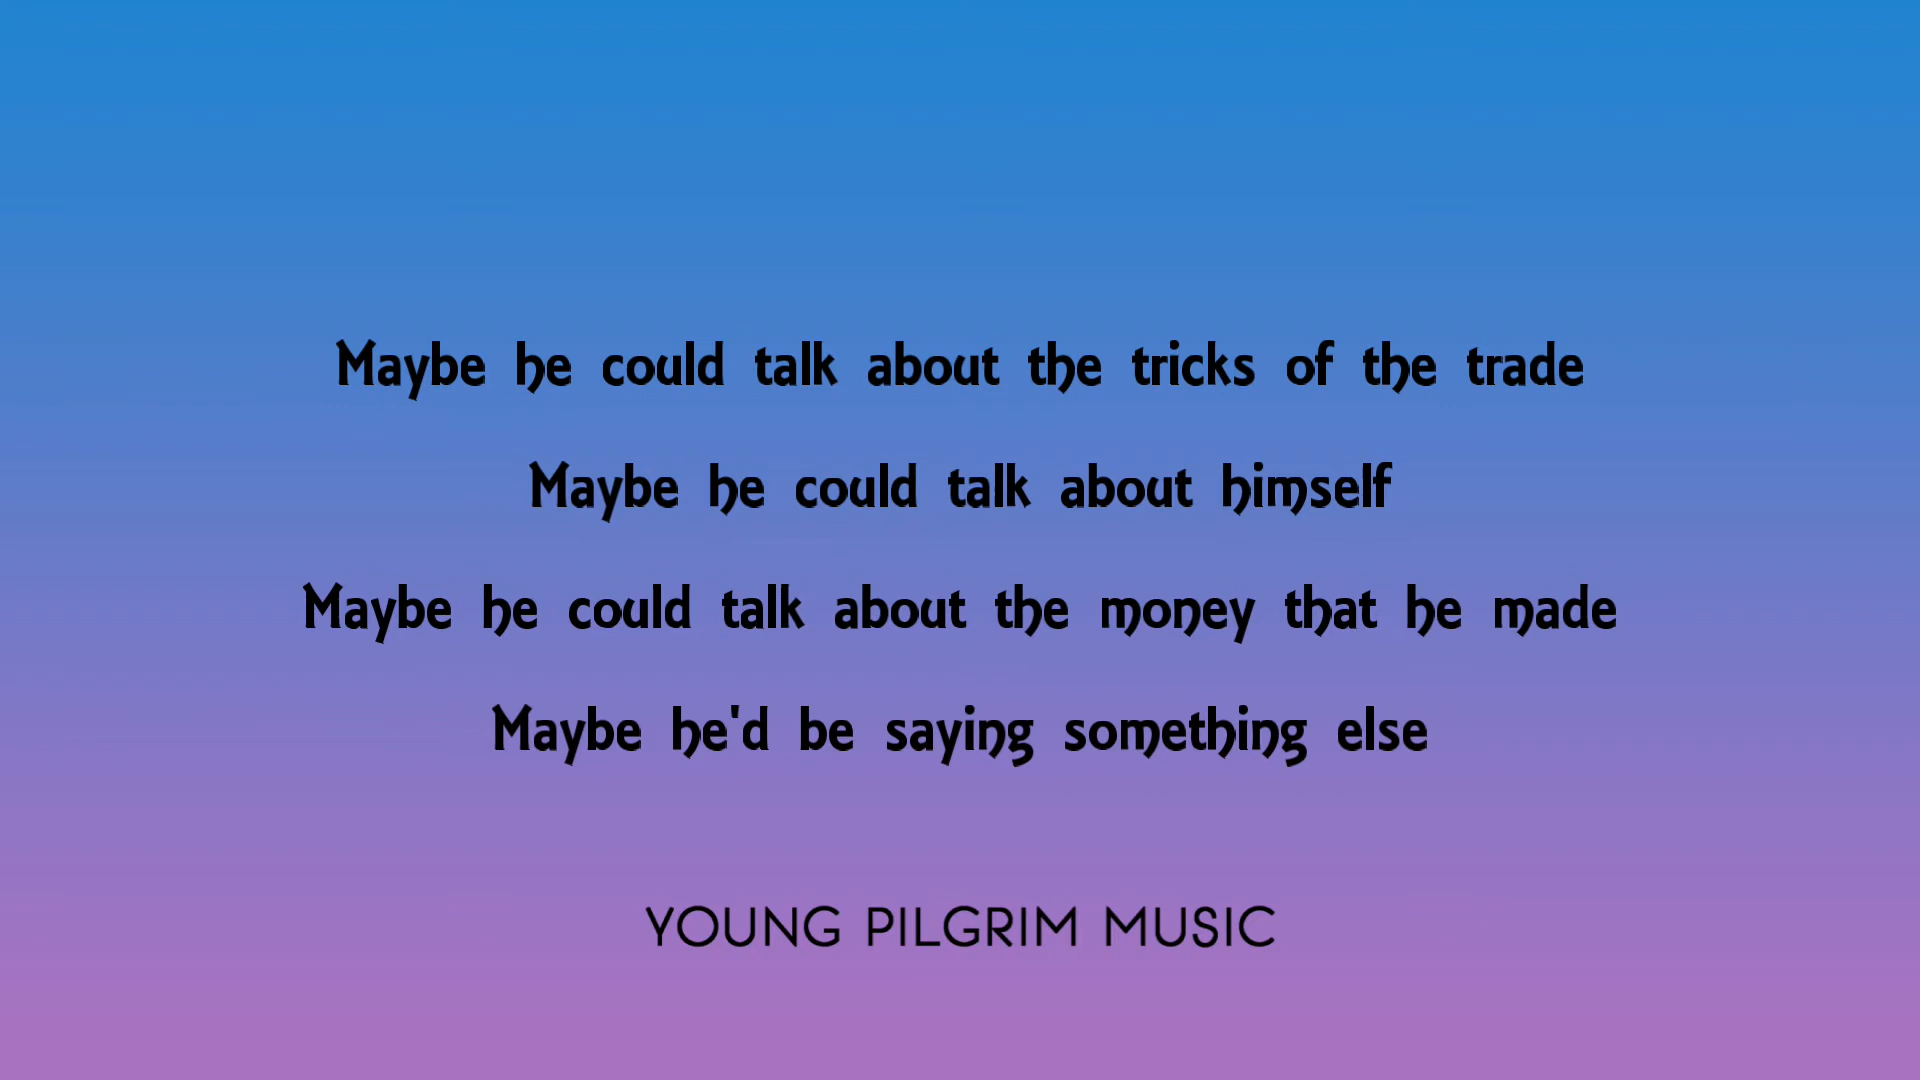 Maybe he could talk about the tricks of the trade
Maybe he could talk about himself
Maybe he could talk about the money that he made
Maybe he'd be saying something else
YOUNG PILGRIM MUSIC